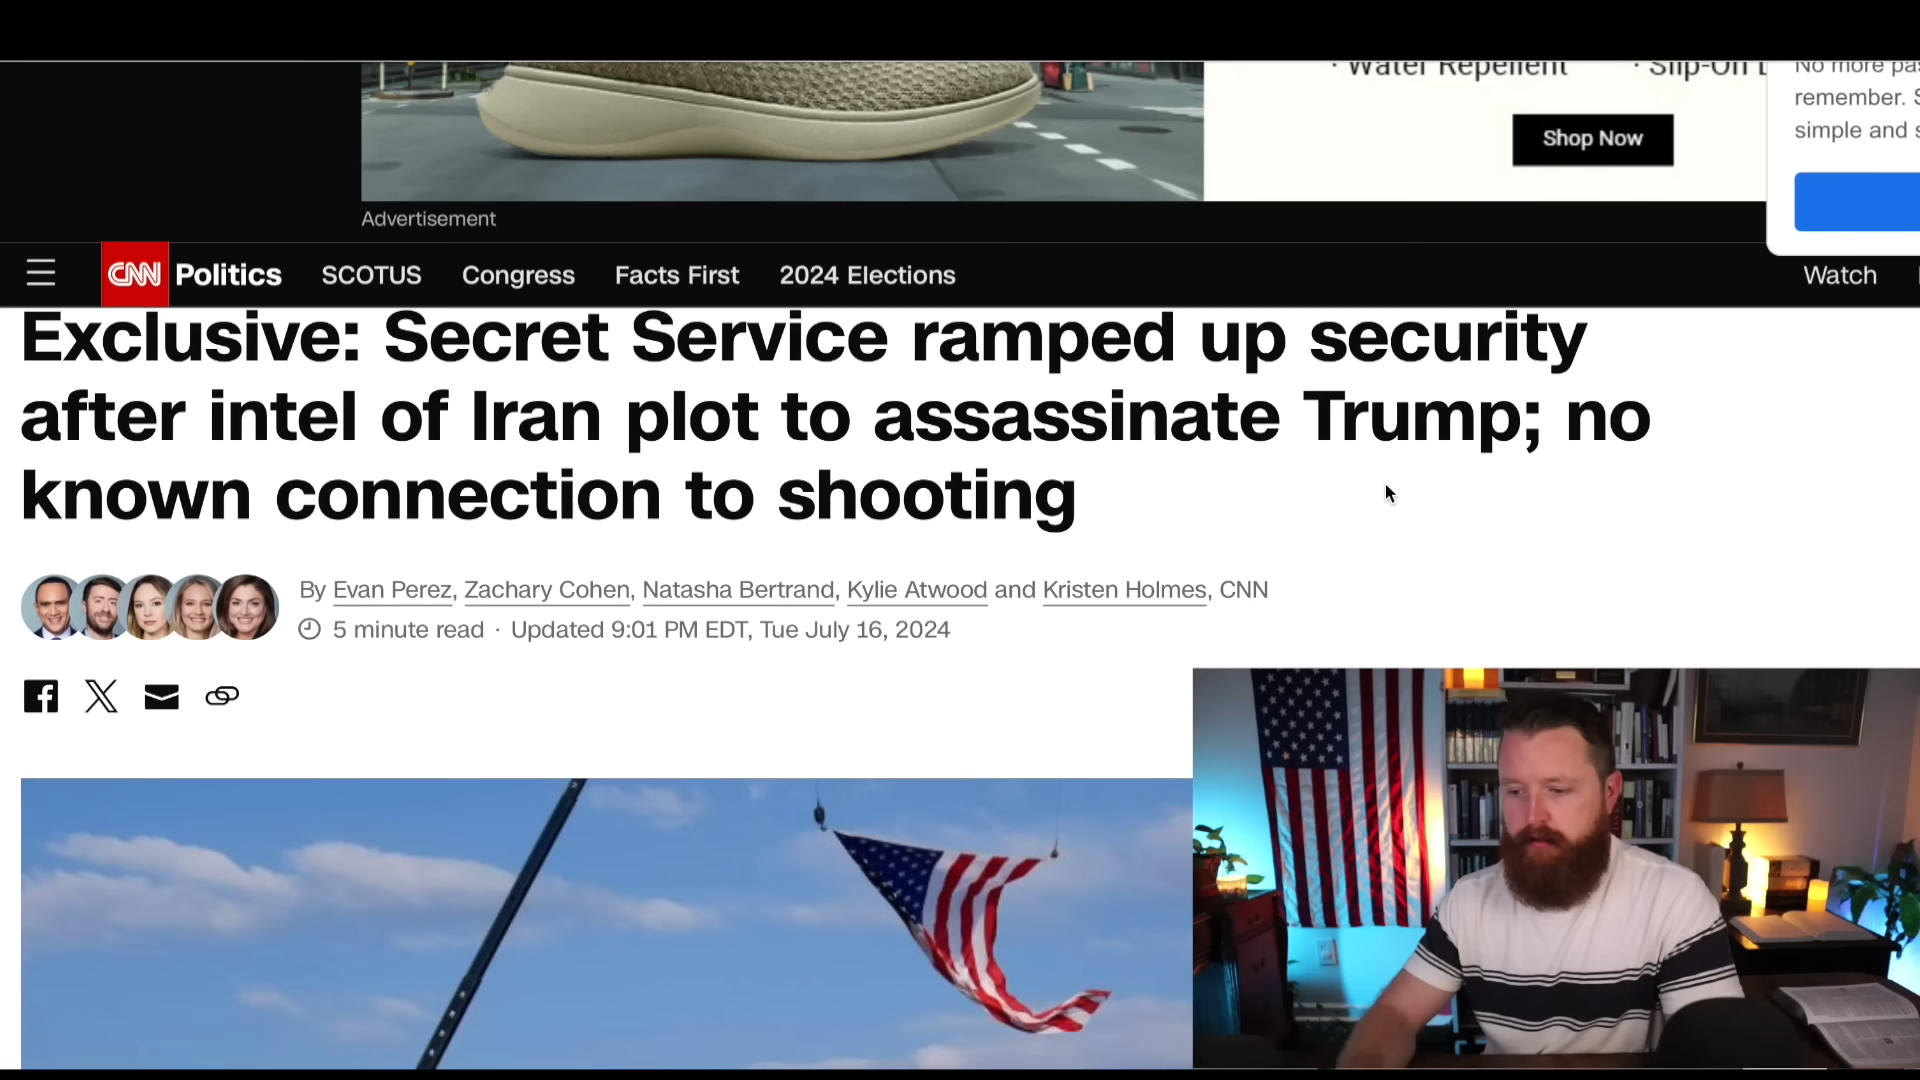 · Water Repellent · Slip-On
No more
remember.
simple and
Shop Now
Advertisement
CNN Politics SCOTUS Congress Facts First 2024 Elections Watch
Exclusive: Secret Service ramped up security
after intel of Iran plot to assassinate Trump; no
known connection to shooting
By Evan Perez, Zachary Cohen, Natasha Bertrand, Kylie Atwood and Kristen Holmes, CNN
5 minute read · Updated 9:01 PM EDT, Tue July 16, 2024